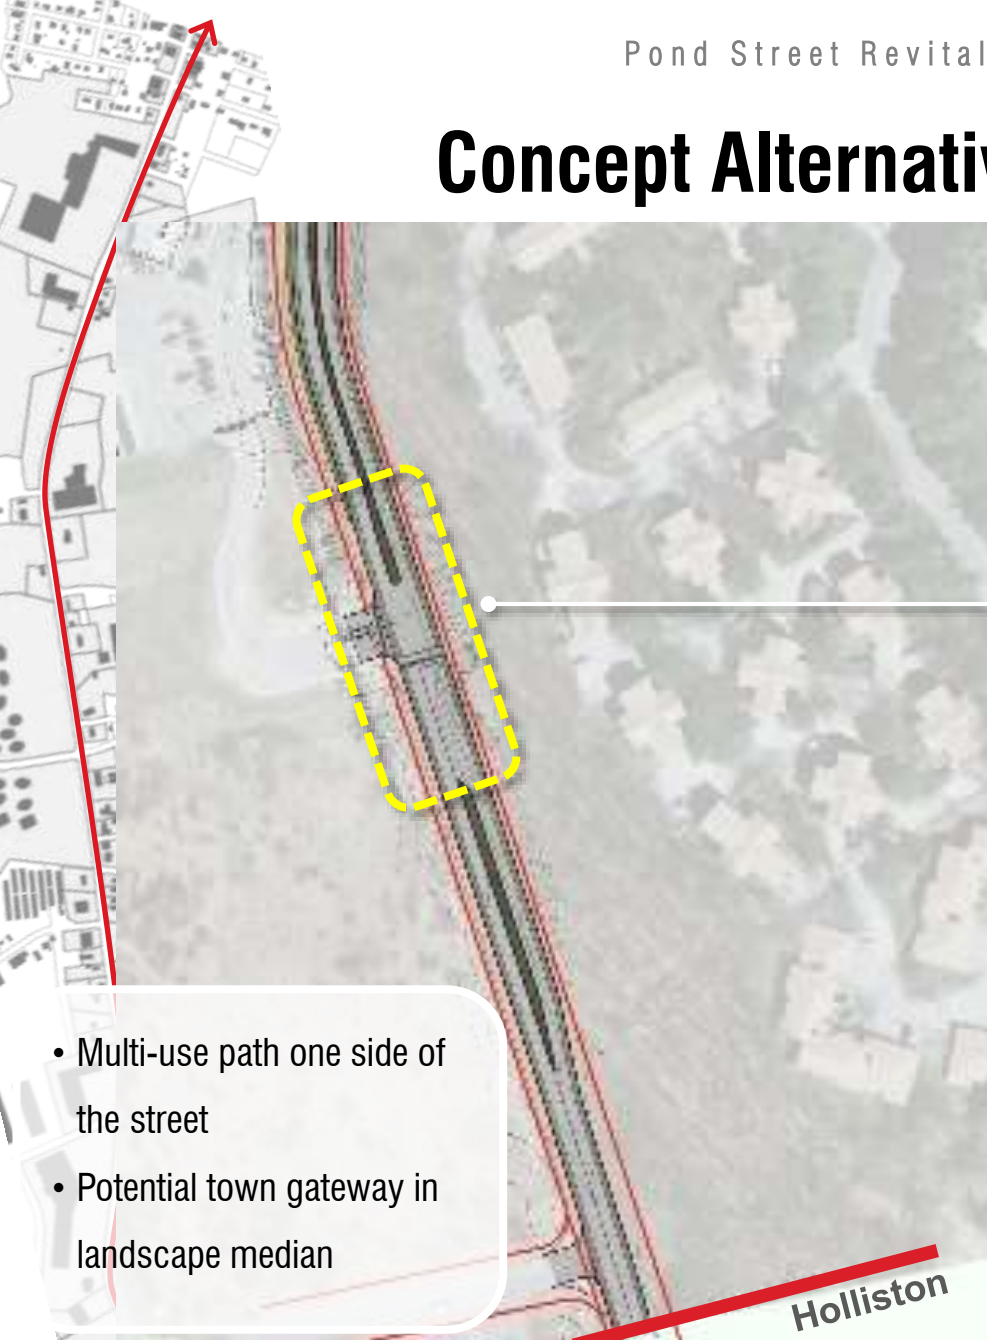 Pond Street Revital
Concept Alternativ
• Multi-use path one side of
the street
• Potential town gateway in
landscape median
Holliston